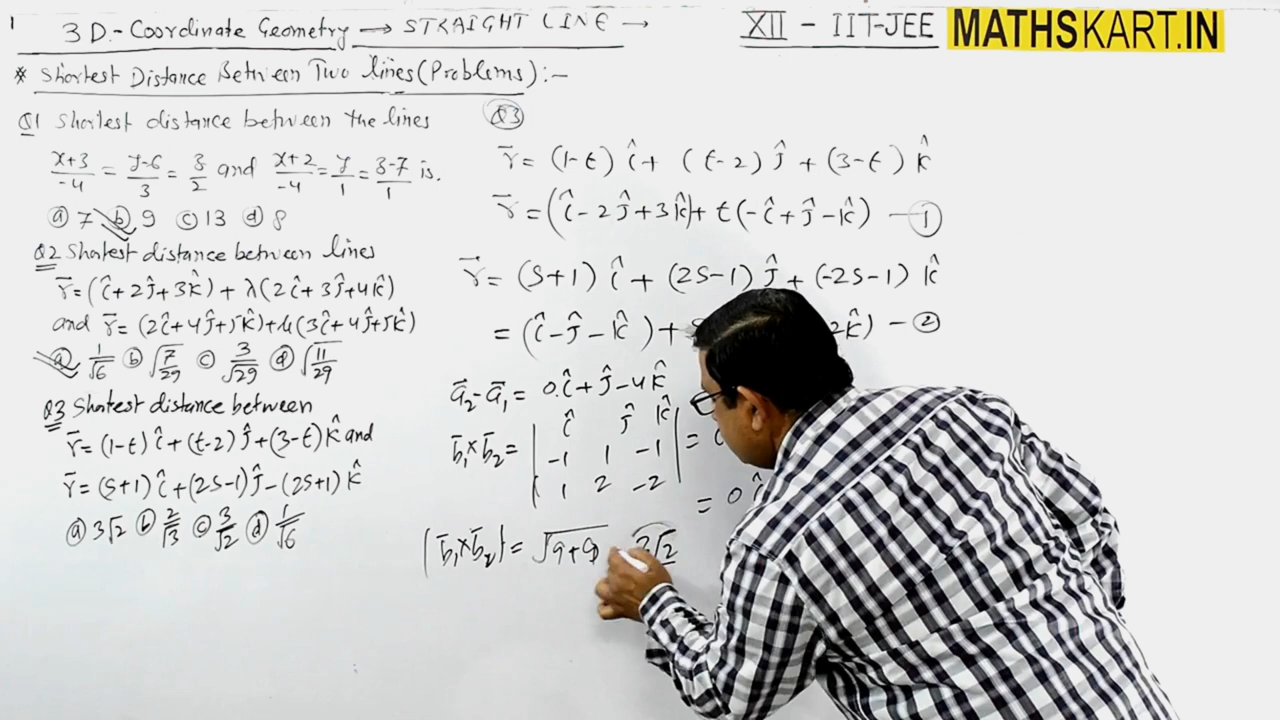 1
3D.-Coordinate Geometry → STRAIGHT LINE →
XII - IIT-JEE MATHSKART.IN
* Shortest Distance Between Two lines (Problems):-
Q1 Shortest distance between the lines
x+3/-4 = y-6/3 = z/2 and x+2/-4 = y/1 = z-7/1 is.
(a) 7 (b) 9 (c) 13 (d) 8
Q2 Shortest distance between lines
r̄ = (î+2ĵ+3k̂) + λ(2î+3ĵ+4k̂)
and r̄ = (2î+4ĵ+5k̂)+μ(3î+4ĵ+5k̂)
(a) 1/√6 (b) √(7/29) (c) 3/√29 (d) √(11/29)
Q3 Shortest distance between
r̄ = (1-t)î+(t-2)ĵ+(3-t)k̂ and
r̄ = (s+1)î+(2s-1)ĵ-(2s+1)k̂
(a) 3√2 (b) 2/√3 (c) 3/√2 (d) 1/√6
Q3
r̄ = (1-t)î + (t-2)ĵ + (3-t)k̂
r̄ = (î-2ĵ+3k̂) + t(-î+ĵ-k̂) — ①
r̄ = (s+1)î + (2s-1)ĵ + (-2s-1)k̂
= (î-ĵ-k̂) + 2k̂) — ②
ā₂-ā₁ = 0.î+ĵ-4k̂
b̄₁×b̄₂ = | î ĵ k̂ |
| -1 1 -1 | =
| 1 2 -2 |
= 0î
|b̄₁×b̄₂| = √9+9 3√2